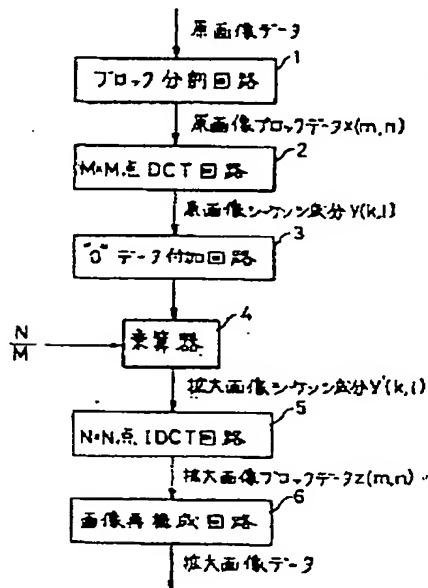 原画像データ
1
ブロック分割回路
原画像ブロックデータx(m,n)
2
M×M点DCT回路
原画像シケンシ成分Y(k,l)
3
"0"データ付加回路
4
N/M
乗算器
拡大画像シケンシ成分Y'(k,l)
5
N×N点IDCT回路
拡大画像ブロックデータz(m,n)
6
画像再構成回路
拡大画像データ